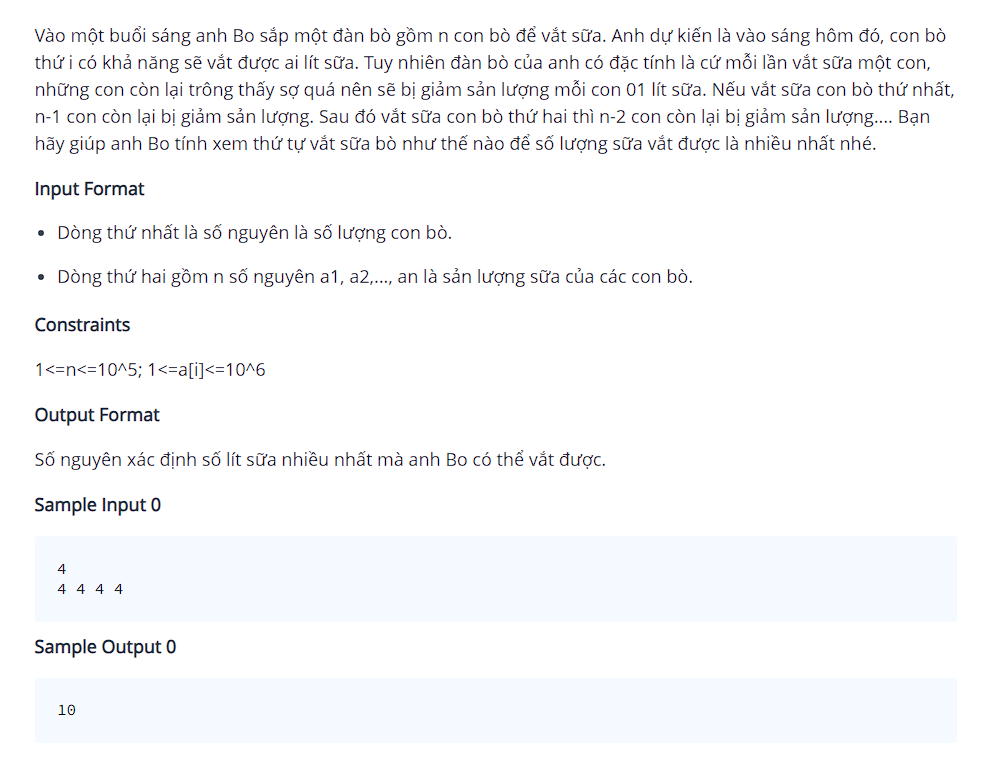 Vào một buổi sáng anh Bo sắp một đàn bò gồm n con bò để vắt sữa. Anh dự kiến là vào sáng hôm đó, con bò
thứ i có khả năng sẽ vắt được ai lít sữa. Tuy nhiên đàn bò của anh có đặc tính là cứ mỗi lần vắt sữa một con,
những con còn lại trông thấy sợ quá nên sẽ bị giảm sản lượng mỗi con 01 lít sữa. Nếu vắt sữa con bò thứ nhất,
n-1 con còn lại bị giảm sản lượng. Sau đó vắt sữa con bò thứ hai thì n-2 con còn lại bị giảm sản lượng.... Bạn
hãy giúp anh Bo tính xem thứ tự vắt sữa bò như thế nào để số lượng sữa vắt được là nhiều nhất nhé.
Input Format
• Dòng thứ nhất là số nguyên là số lượng con bò.
• Dòng thứ hai gồm n số nguyên a1, a2,..., an là sản lượng sữa của các con bò.
Constraints
1<=n<=10^5; 1<=a[i]<=10^6
Output Format
Số nguyên xác định số lít sữa nhiều nhất mà anh Bo có thể vắt được.
Sample Input 0
4
4 4 4 4
Sample Output 0
10